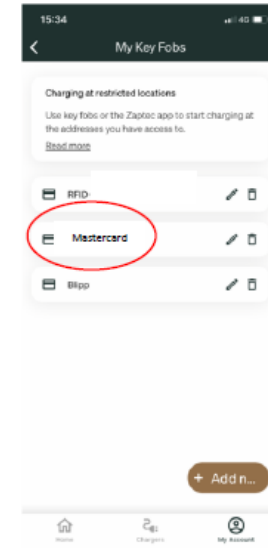 15:34
4G
My Key Fobs
Charging at restricted locations
Use key fobs or the Zaptec app to start charging at
the addresses you have access to.
Read more
RFID-
Mastercard
Blipp
+ Add n...
Home
Chargers
My Account